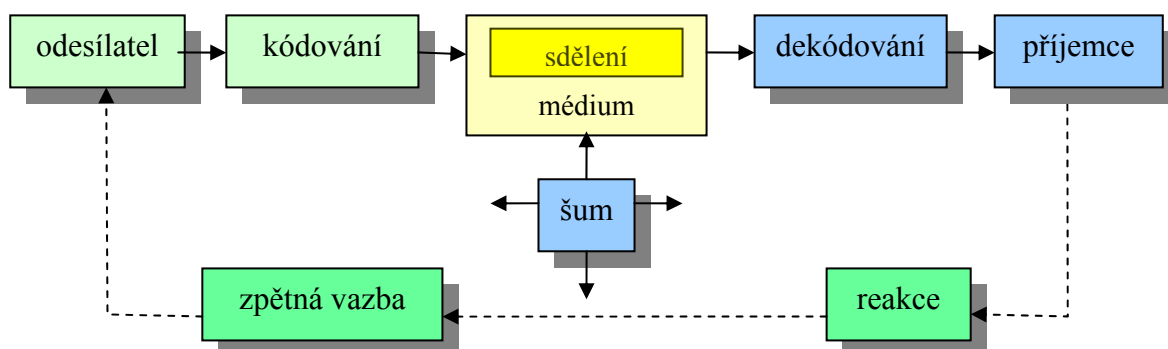 odesílatel
kódování
sdělení
médium
dekódování
příjemce
šum
zpětná vazba
reakce